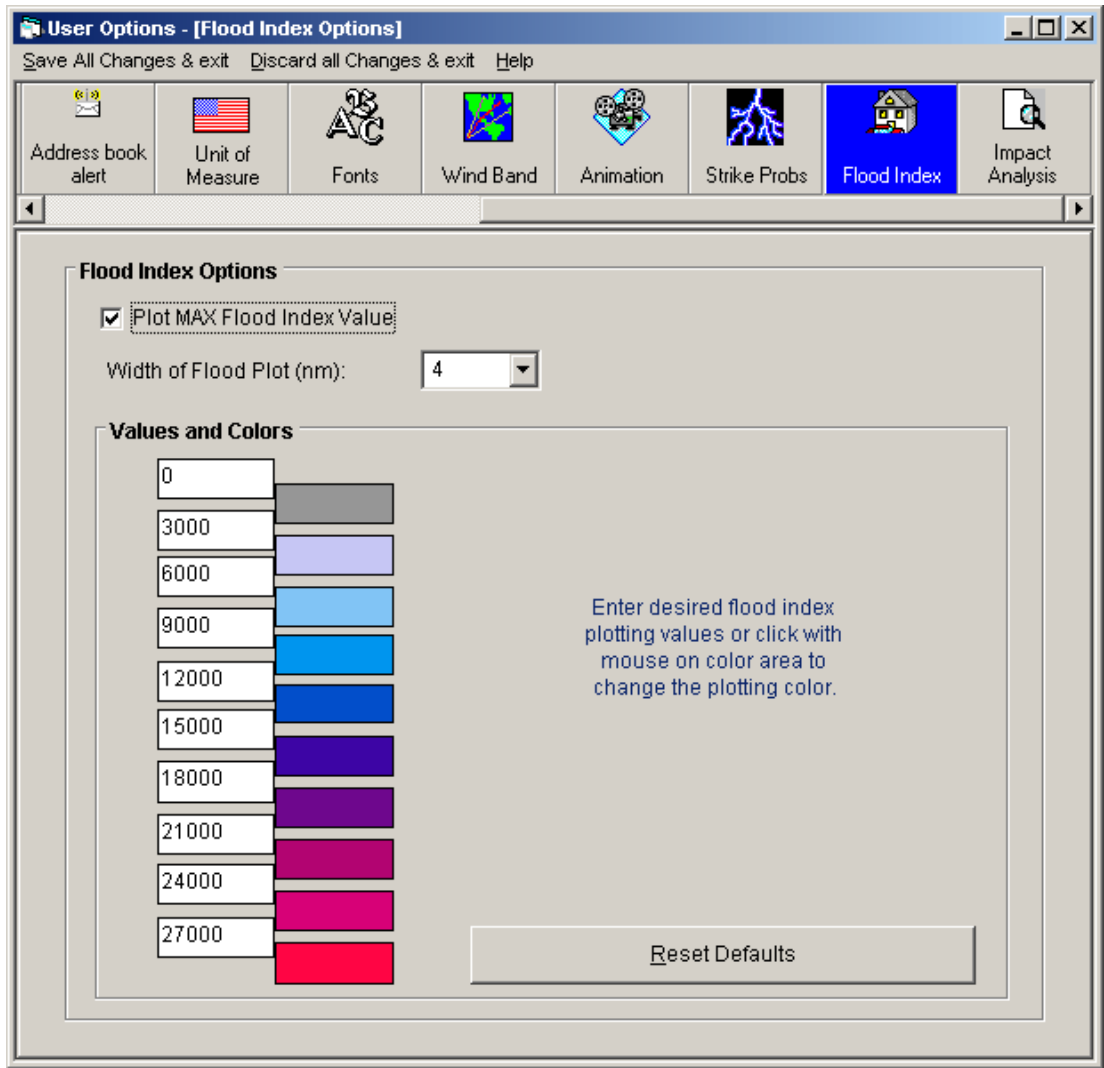 User Options - [Flood Index Options]
Save All Changes & exit Discard all Changes & exit Help
Address book
alert
Unit of
Measure
Fonts
Wind Band
Animation
Strike Probs
Flood Index
Impact
Analysis
Flood Index Options
Plot MAX Flood Index Value
Width of Flood Plot (nm): 4
Values and Colors
0
3000
6000
9000
12000
15000
18000
21000
24000
27000
Enter desired flood index
plotting values or click with
mouse on color area to
change the plotting color.
Reset Defaults